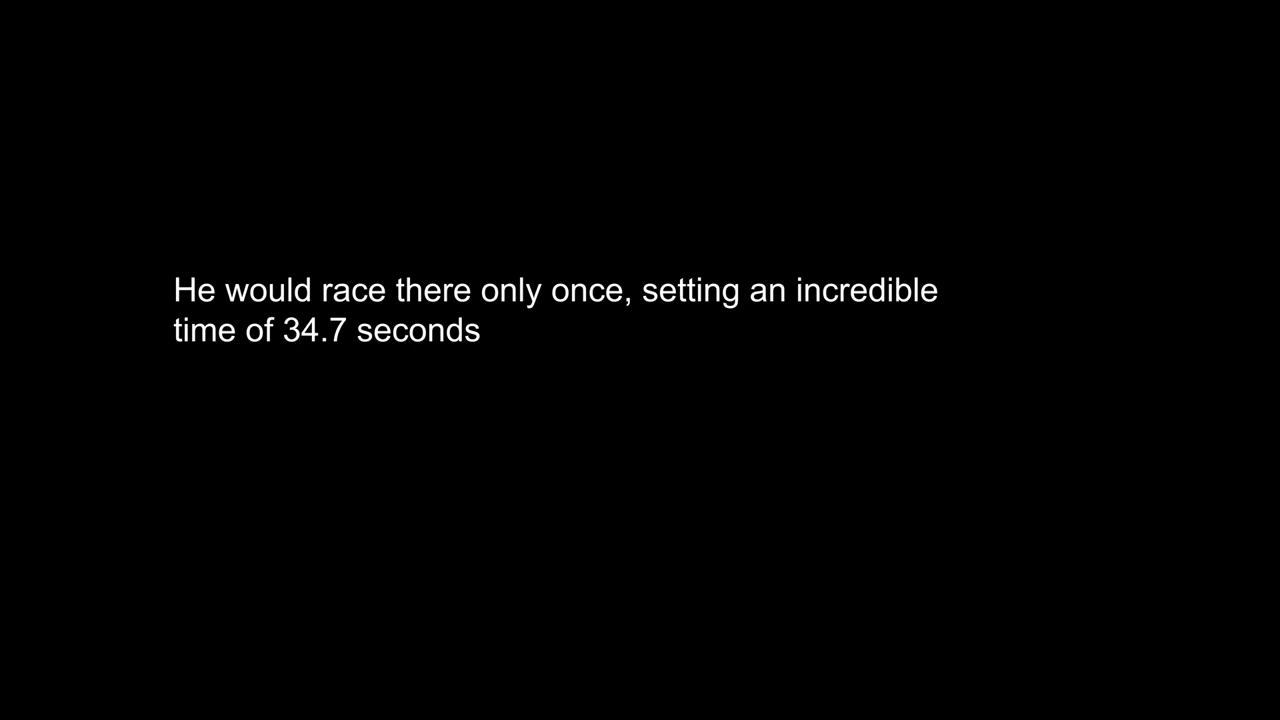 He would race there only once, setting an incredible
time of 34.7 seconds